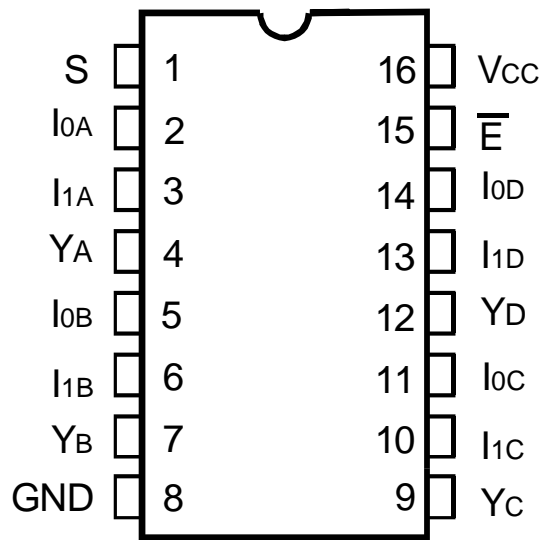 S 1 16 VCC
I0A 2 15 E̅
I1A 3 14 I0D
YA 4 13 I1D
I0B 5 12 YD
I1B 6 11 I0C
YB 7 10 I1C
GND 8 9 YC